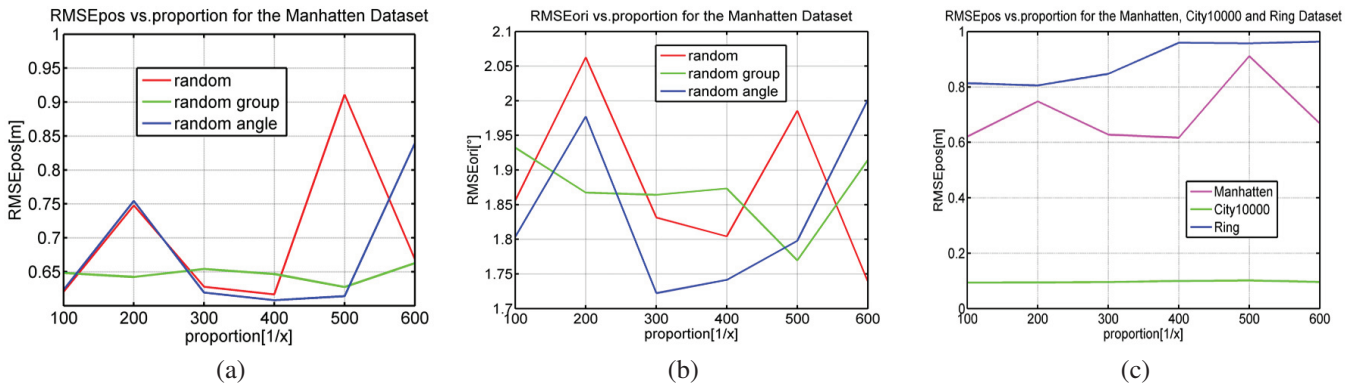 RMSEpos vs.proportion for the Manhatten Dataset
1
0.95
0.9
0.85
0.8
0.75
0.7
0.65
RMSEpos[m]
random
random group
random angle
100 200 300 400 500 600
proportion[1/x]
(a)
RMSEori vs.proportion for the Manhatten Dataset
2.1
2.05
2
1.95
1.9
1.85
1.8
1.75
1.7
RMSEori[°]
random
random group
random angle
100 200 300 400 500 600
proportion[1/x]
(b)
RMSEpos vs.proportion for the Manhatten, City10000 and Ring Dataset
1
0.8
0.6
0.4
0.2
0
RMSEpos[m]
Manhatten
City10000
Ring
100 200 300 400 500 600
proportion[1/x]
(c)